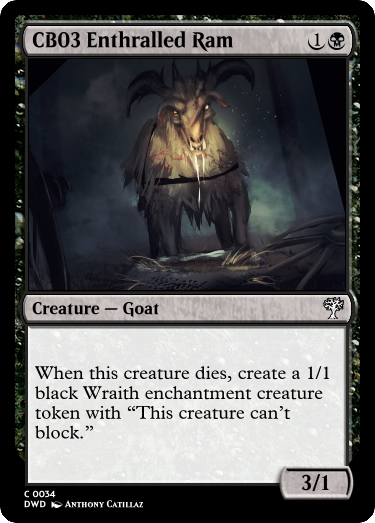 CB03 Enthralled Ram 1
Creature — Goat
When this creature dies, create a 1/1
black Wraith enchantment creature
token with “This creature can’t
block.”
3/1
C 0034
DWD Anthony Catillaz